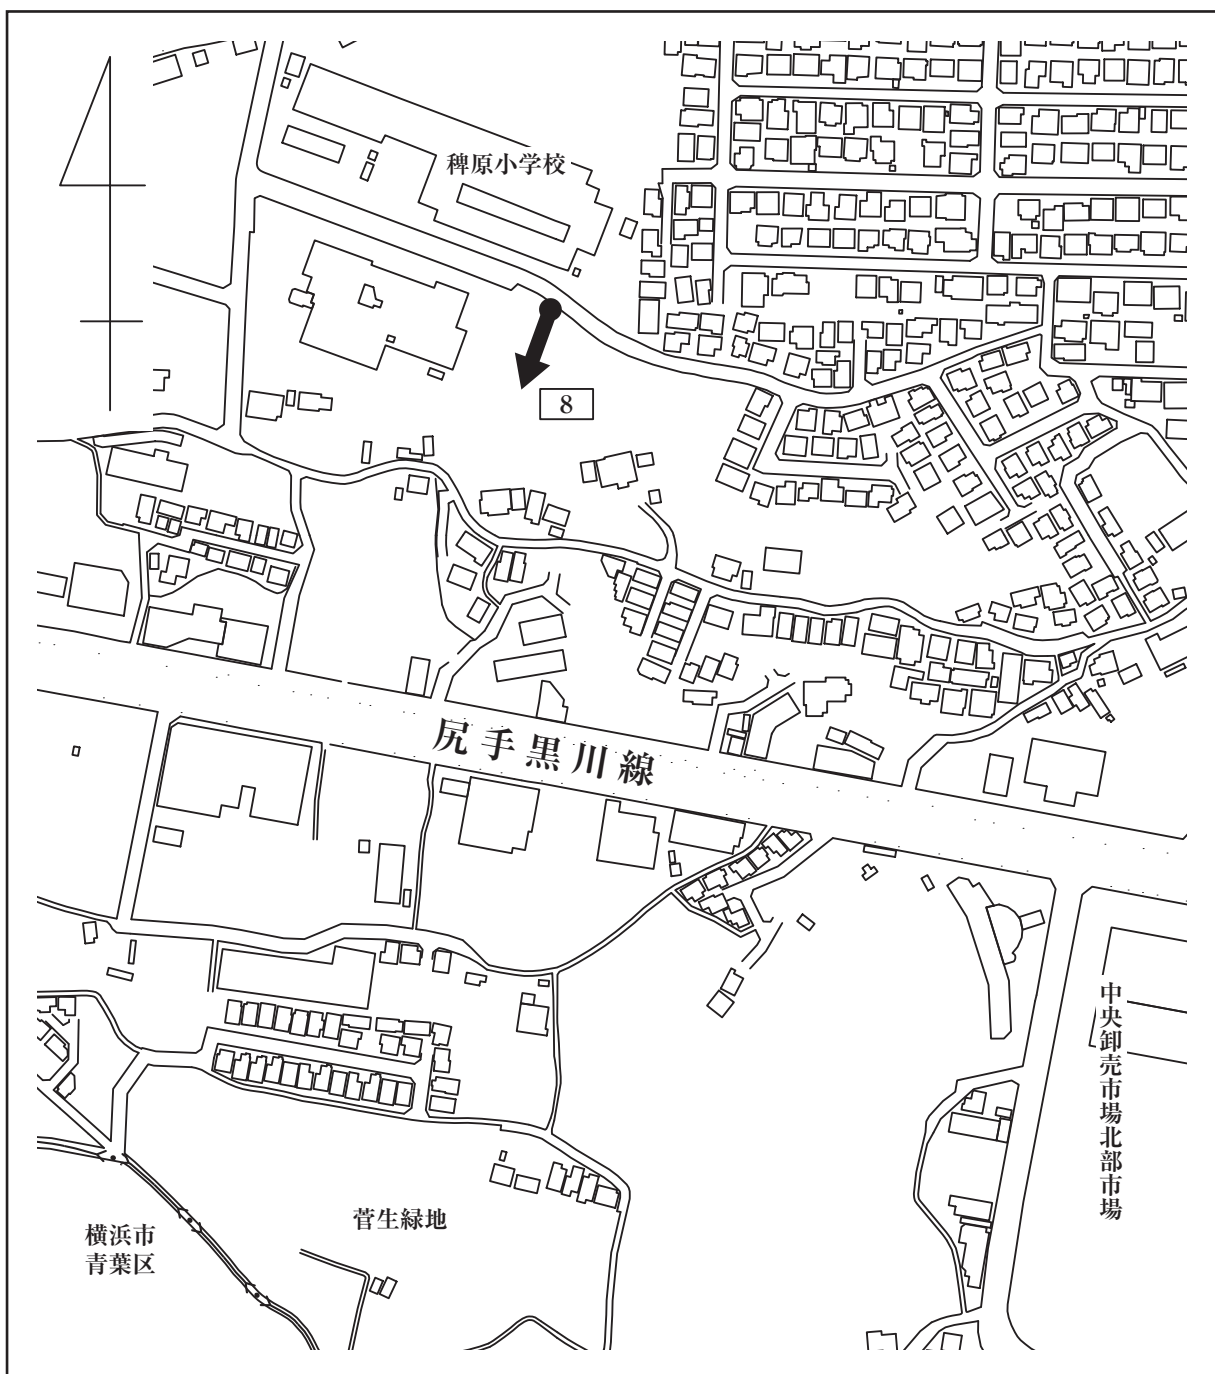 稗原小学校
8
尻手黒川線
中央卸売市場北部市場
菅生緑地
横浜市
青葉区